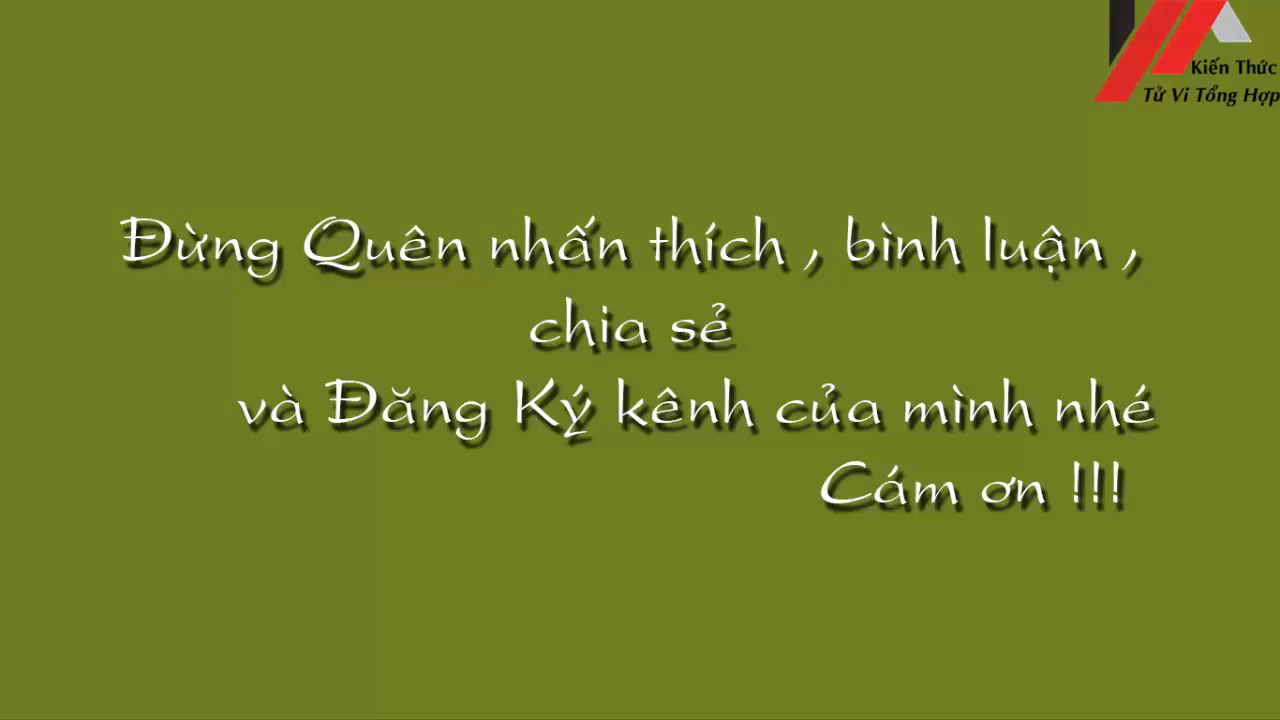 Kiến Thức
Tử Vi Tổng Hợp
Đừng Quên nhấn thích , bình luận ,
chia sẻ
và Đăng Ký kênh của mình nhé
Cám ơn !!!